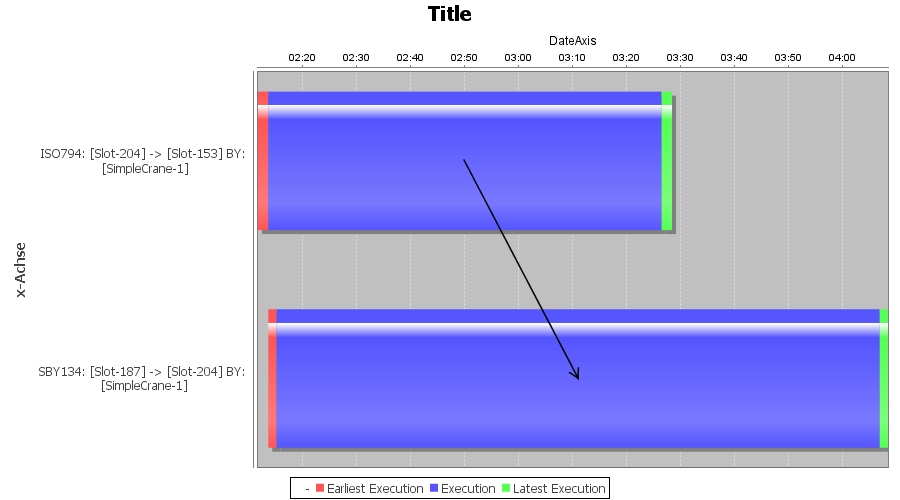 Title
DateAxis
02:20 02:30 02:40 02:50 03:00 03:10 03:20 03:30 03:40 03:50 04:00
ISO794: [Slot-204] -> [Slot-153] BY:
[SimpleCrane-1]
x-Achse
SBY134: [Slot-187] -> [Slot-204] BY:
[SimpleCrane-1]
- Earliest Execution Execution Latest Execution